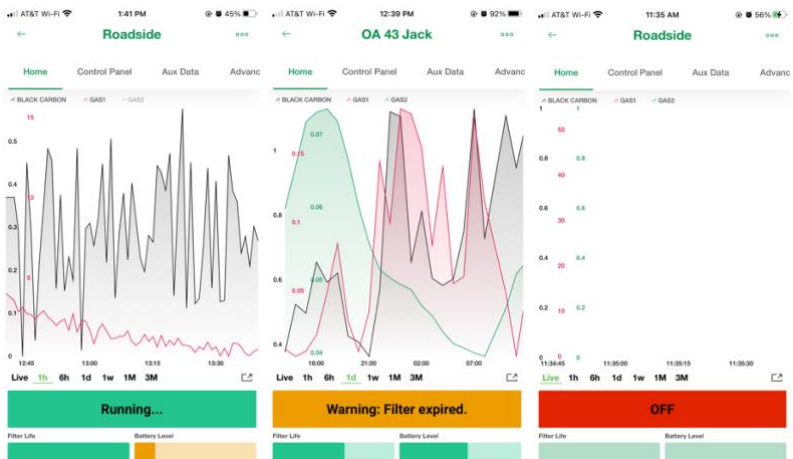 AT&T Wi-Fi 1:41 PM 45%
Roadside
Home Control Panel Aux Data Advanc
BLACK CARBON GAS1 GAS2
15
0.5
0.4
10
0.3
0.2
5
0.1
0
12:45 13:00 13:15 13:30
Live 1h 6h 1d 1w 1M 3M
Running...
Filter Life Battery Level
AT&T Wi-Fi 12:39 PM 92%
OA 43 Jack
Home Control Panel Aux Data Advanc
BLACK CARBON GAS1 GAS2
0.07
1
0.15
0.06
0.8
0.1
0.05
0.6
0.05
0.4
0.04
16:00 21:00 02:00 07:00
Live 1h 6h 1d 1w 1M 3M
Warning: Filter expired.
Filter Life Battery Level
AT&T Wi-Fi 11:35 AM 56%
Roadside
Home Control Panel Aux Data Advanc
BLACK CARBON GAS1 GAS2
1 1
50
0.8 0.8
40
0.6 0.6
30
0.4 0.4
20
0.2 0.2
10
0 0 0
11:34:45 11:35:00 11:35:15 11:35:30
Live 1h 6h 1d 1w 1M 3M
OFF
Filter Life Battery Level